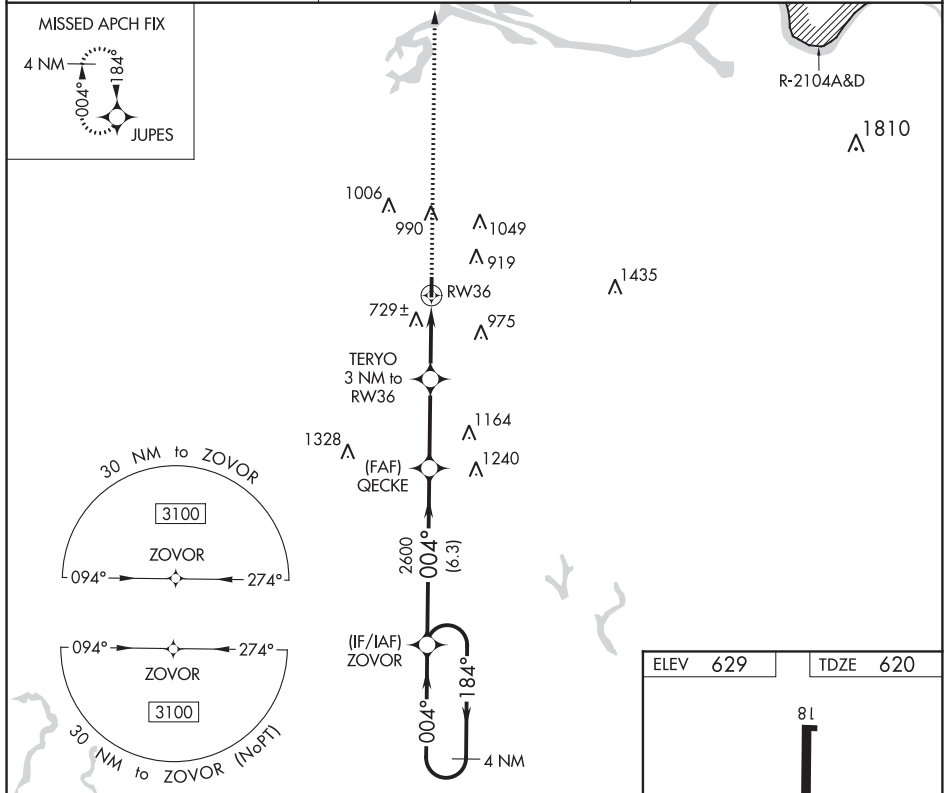 MISSED APCH FIX
4 NM
184°
004°
JUPES
R-2104A&D
1810
1006
990
1049
919
1435
RW36
729±
975
TERYO
3 NM to
RW36
1164
1328
(FAF)
QECKE
1240
30 NM to ZOVOR
3100
ZOVOR
094°
274°
2600
004°
(6.3)
094°
274°
ZOVOR
3100
30 NM to ZOVOR (NoPT)
(IF/IAF)
ZOVOR
004°
184°
4 NM
ELEV 629
TDZE 620
18